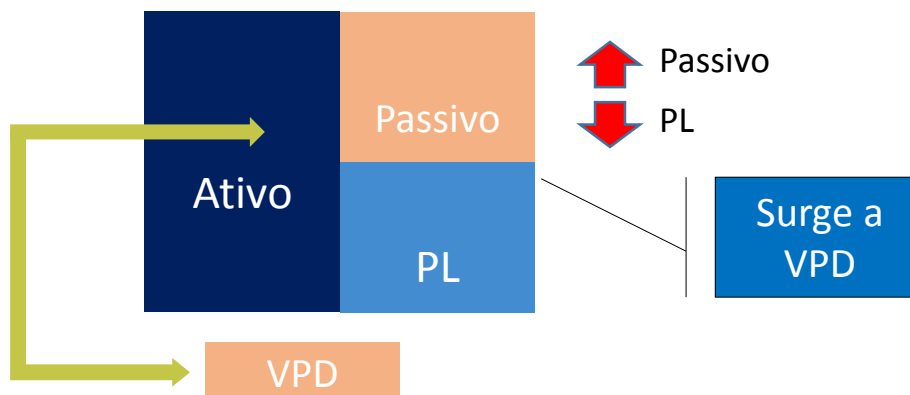 Passivo
PL
Passivo
Ativo
PL
Surge a
VPD
VPD